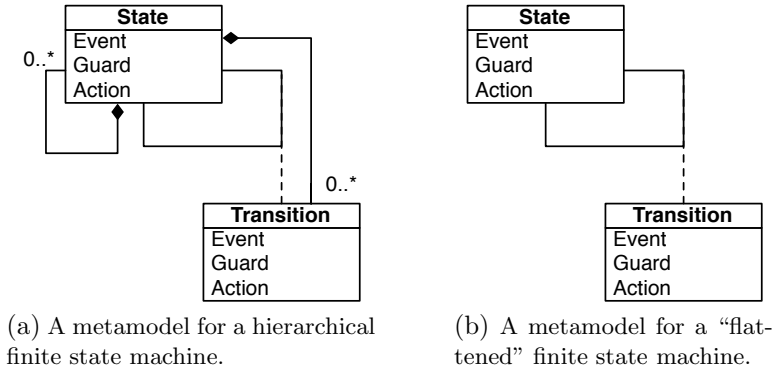 State
Event
Guard
Action
0..*
0..*
Transition
Event
Guard
Action
(a) A metamodel for a hierarchical
finite state machine.
State
Event
Guard
Action
Transition
Event
Guard
Action
(b) A metamodel for a “flat-
tened” finite state machine.